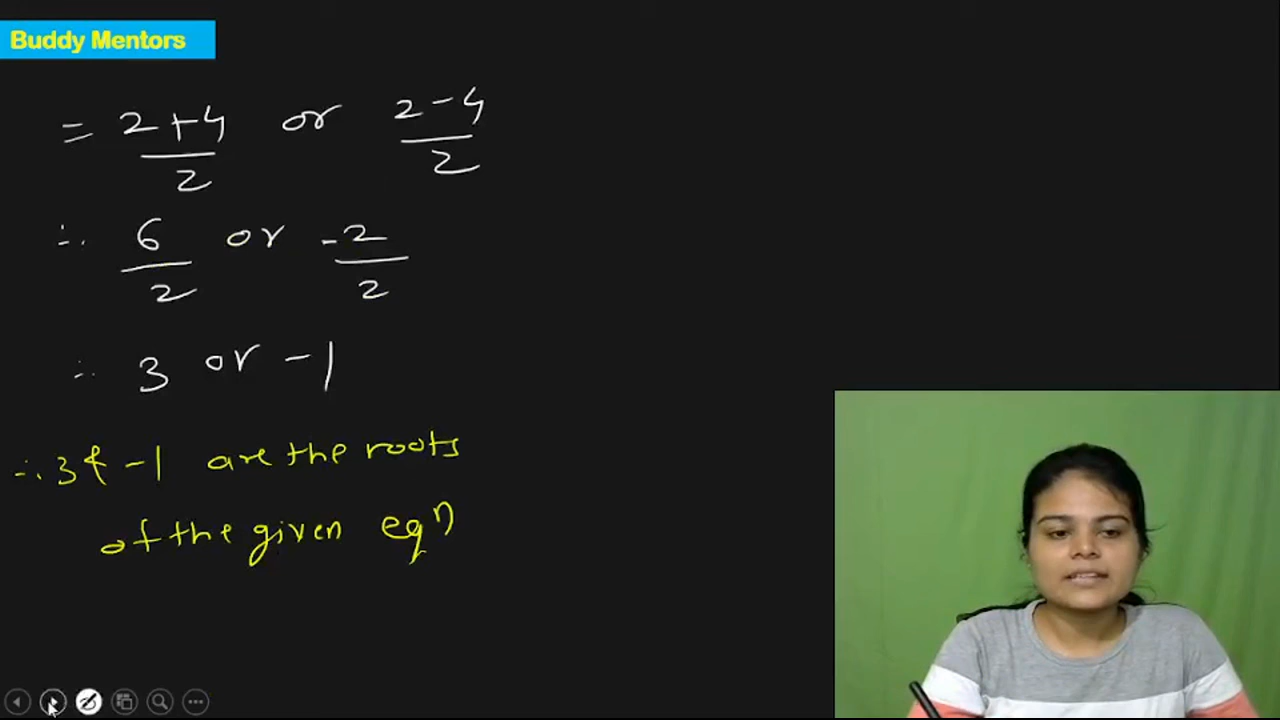 Buddy Mentors
= 2+4/2 or 2-4/2
∴ 6/2 or -2/2
∴ 3 or -1
∴ 3 & -1 are the roots
of the given eqn